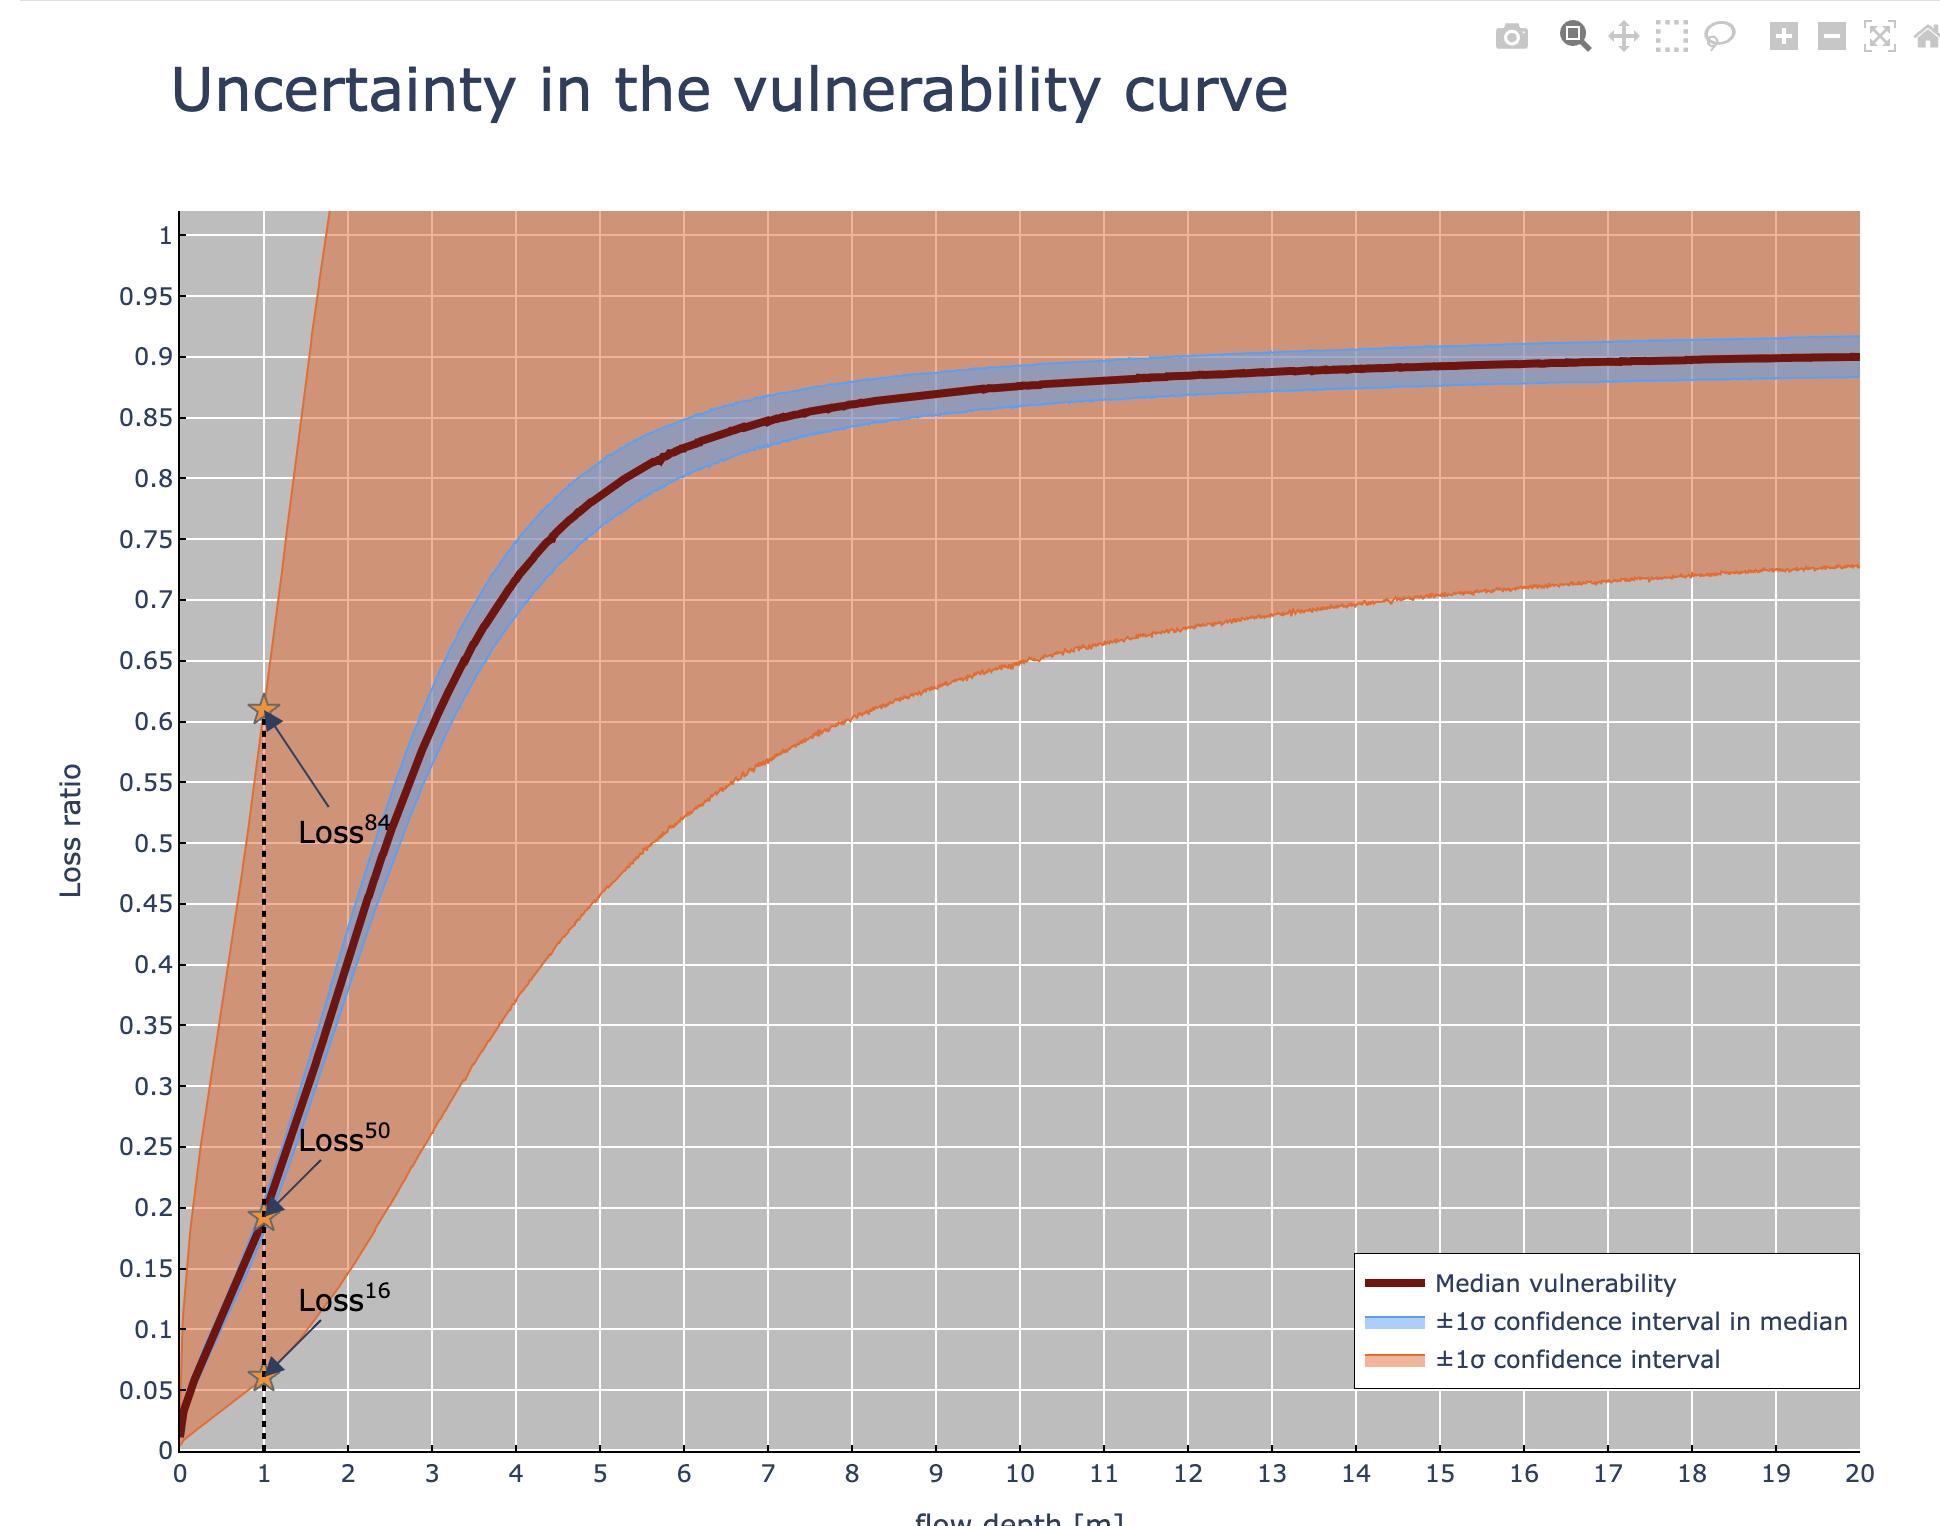 Uncertainty in the vulnerability curve
1
0.95
0.9
0.85
0.8
0.75
0.7
0.65
0.6
0.55
0.5
0.45
0.4
0.35
0.3
0.25
0.2
0.15
0.1
0.05
0
Loss ratio
Loss⁸⁴
Loss⁵⁰
Loss¹⁶
Median vulnerability
±1σ confidence interval in median
±1σ confidence interval
0 1 2 3 4 5 6 7 8 9 10 11 12 13 14 15 16 17 18 19 20
flow depth [m]